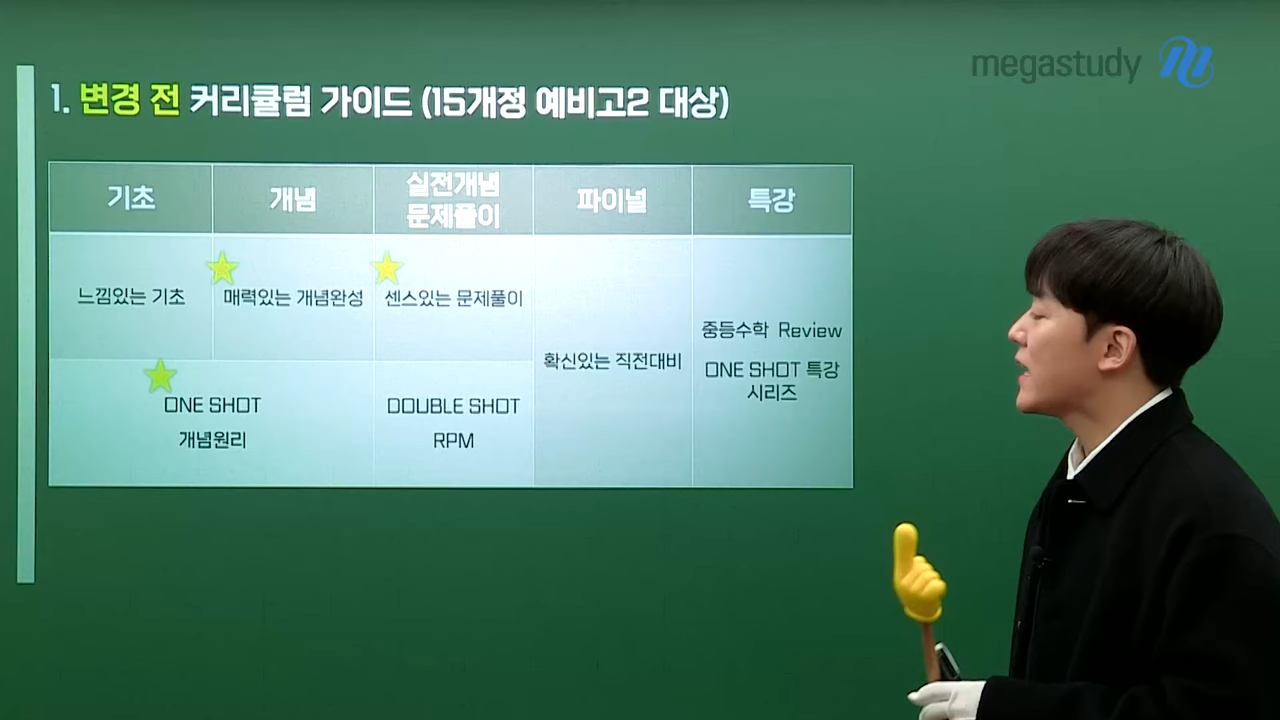 megastudy
1. 변경 전 커리큘럼 가이드 (15개정 예비고2 대상)
기초
개념
실전개념
문제풀이
파이널
특강
느낌있는 기초
매력있는 개념완성
센스있는 문제풀이
확신있는 직전대비
중등수학 Review
ONE SHOT 특강
시리즈
ONE SHOT
개념원리
DOUBLE SHOT
RPM